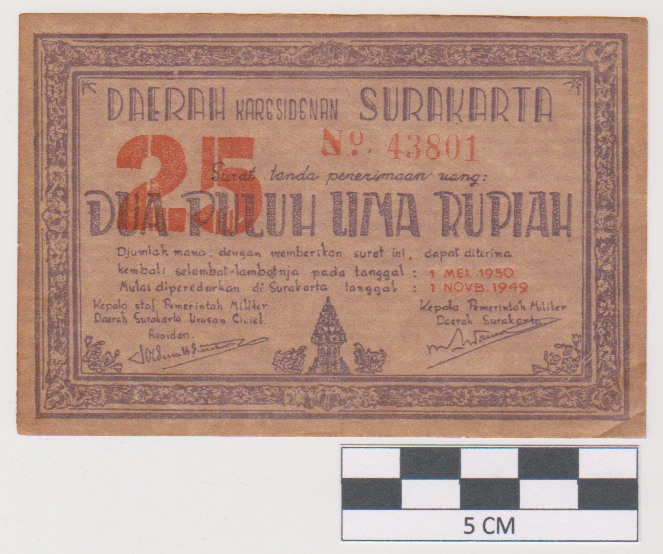 DAERAH KARESIDENAN SURAKARTA
25
No. 43801
Surat tanda penerimaan uang:
DUA PULUH LIMA RUPIAH
Djumlah mana, dengan memberikan surat ini, dapat diterima
kembali selambat-lambatnja pada tanggal : 1 MEI 1950
Mulai diperedarkan di Surakarta tanggal : 1 NOVB. 1949
Kepala staf Pemerintah Militer
Daerah Surakarta Urusan Civiel.
Residen.
Kepala Pemerintah Militer
Daerah Surakarta
5 CM